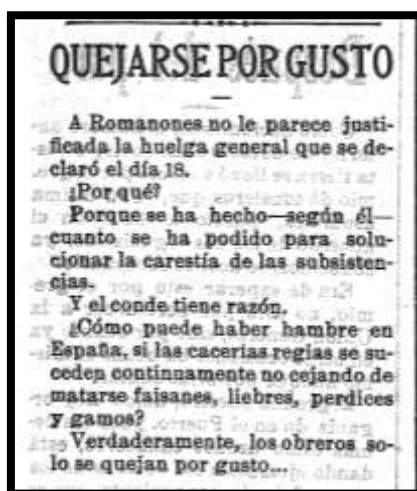 QUEJARSE POR GUSTO
A Romanones no le parece justi-
ficada la huelga general que se de-
claró el día 18.
¿Por qué?
Porque se ha hecho—según él—
cuanto se ha podido para solu-
cionar la carestía de las subsisten-
cias.
Y el conde tiene razón.
¿Cómo puede haber hambre en
España, si las cacerías regias se su-
ceden continuamente no cejando de
matarse faisanes, liebres, perdices
y gamos?
Verdaderamente, los obreros so-
lo se quejan por gusto...